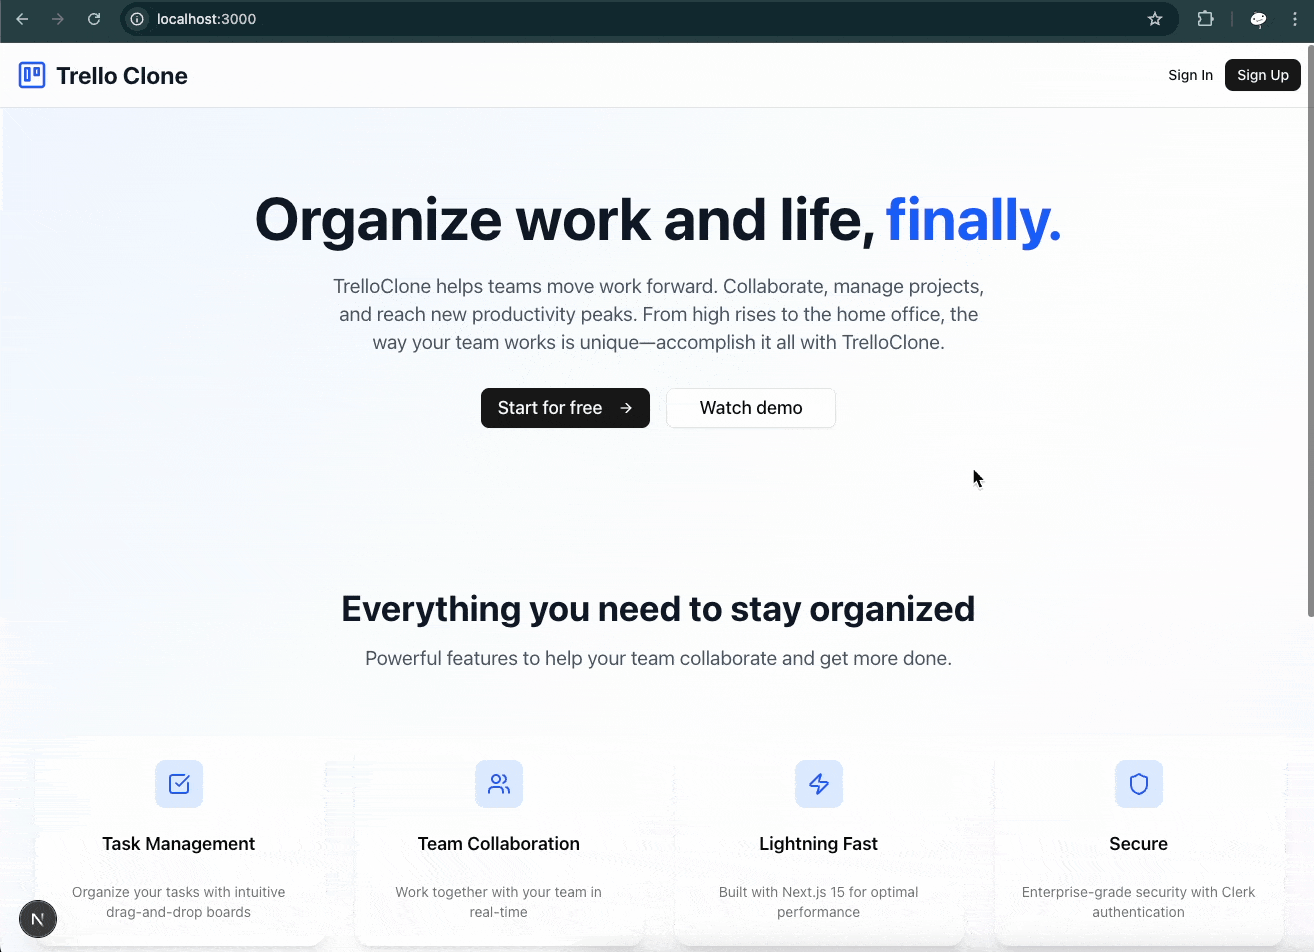 localhost:3000
Trello Clone
Sign In
Sign Up
Organize work and life, finally.
TrelloClone helps teams move work forward. Collaborate, manage projects,
and reach new productivity peaks. From high rises to the home office, the
way your team works is unique—accomplish it all with TrelloClone.
Start for free →
Watch demo
Everything you need to stay organized
Powerful features to help your team collaborate and get more done.
Task Management
Organize your tasks with intuitive
drag-and-drop boards
Team Collaboration
Work together with your team in
real-time
Lightning Fast
Built with Next.js 15 for optimal
performance
Secure
Enterprise-grade security with Clerk
authentication
N